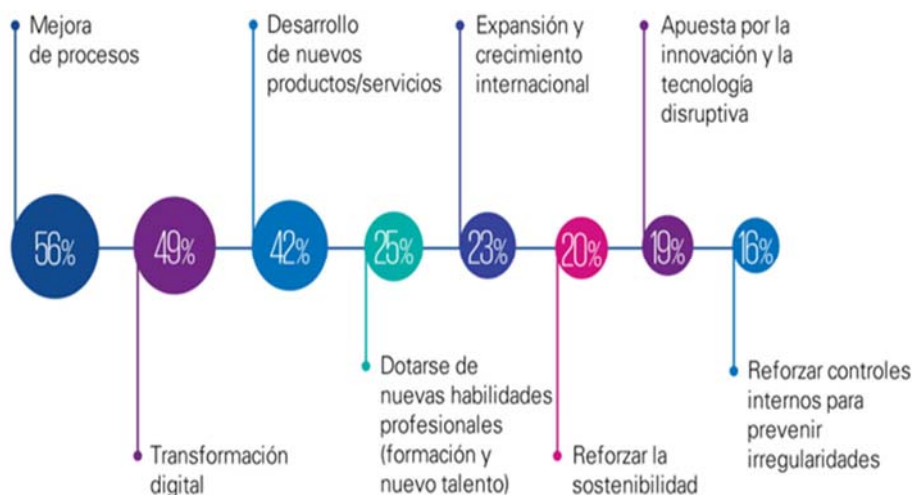 Mejora
de procesos
Desarrollo
de nuevos
productos/servicios
Expansión y
crecimiento
internacional
Apuesta por la
innovación y la
tecnología
disruptiva
56%
49%
42%
25%
23%
20%
19%
16%
Transformación
digital
Dotarse de
nuevas habilidades
profesionales
(formación y
nuevo talento)
Reforzar la
sostenibilidad
Reforzar controles
internos para
prevenir
irregularidades